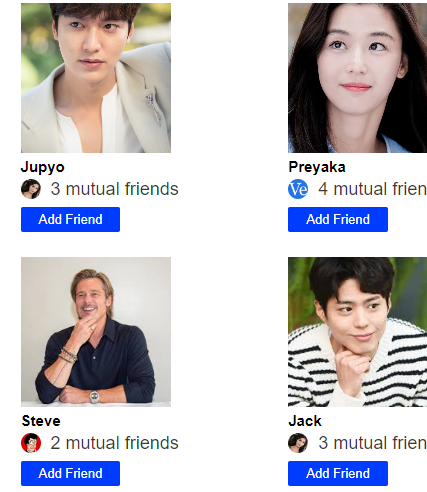 Jupyo
3 mutual friends
Add Friend
Preyaka
Ve 4 mutual frien
Add Friend
Steve
2 mutual friends
Add Friend
Jack
3 mutual frien
Add Friend